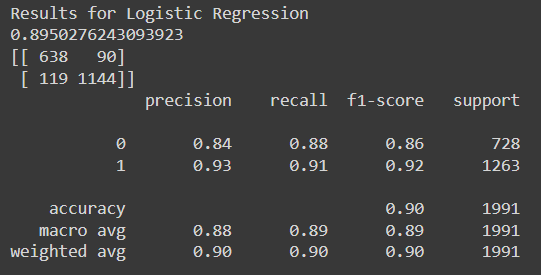 Results for Logistic Regression
0.8950276243093923
[[ 638   90]
 [ 119 1144]]
              precision    recall  f1-score   support

           0       0.84      0.88      0.86       728
           1       0.93      0.91      0.92      1263

    accuracy                           0.90      1991
   macro avg       0.88      0.89      0.89      1991
weighted avg       0.90      0.90      0.90      1991